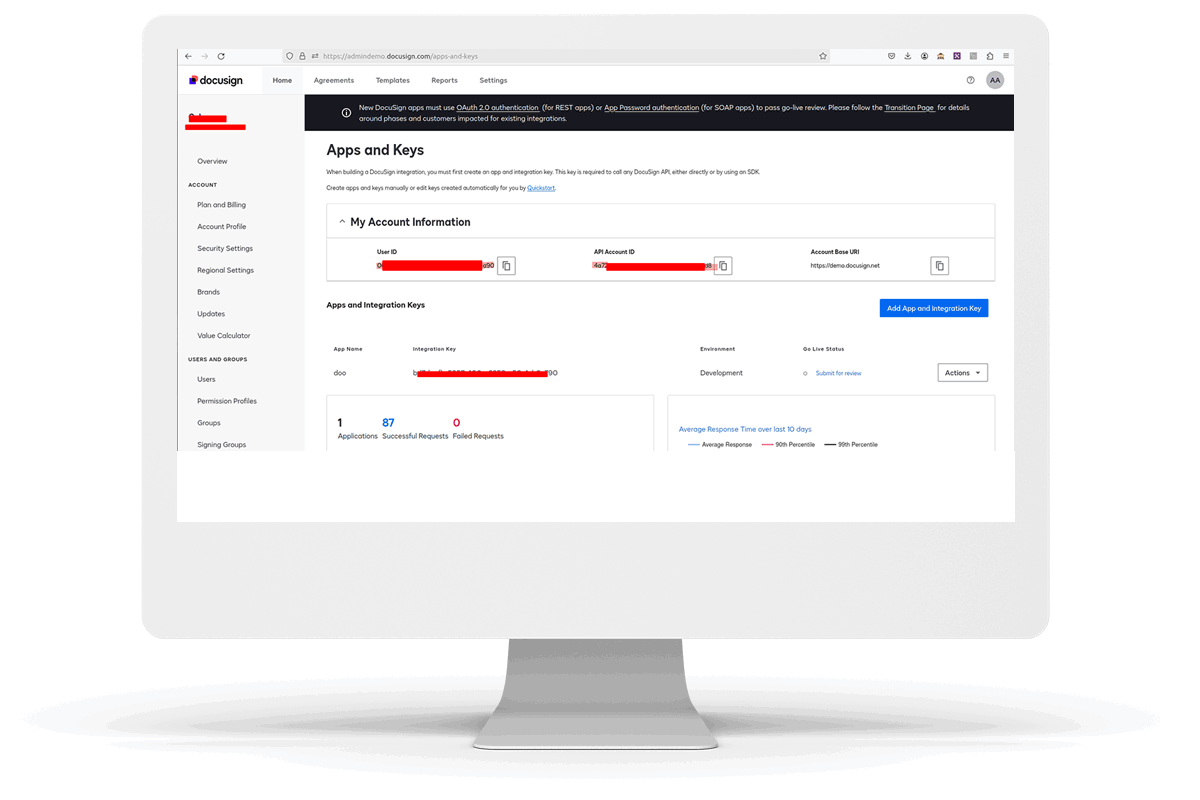 https://admindemo.docusign.com/apps-and-keys
docusign
Home Agreements Templates Reports Settings
AA
New DocuSign apps must use OAuth 2.0 authentication (for REST apps) or App Password authentication (for SOAP apps) to pass go-live review. Please follow the Transition Page for details
around phases and customers impacted for existing integrations.
Overview
ACCOUNT
Plan and Billing
Account Profile
Security Settings
Regional Settings
Brands
Updates
Value Calculator
USERS AND GROUPS
Users
Permission Profiles
Groups
Signing Groups
Apps and Keys
When building a DocuSign integration, you must first create an app and integration key. This key is required to call any DocuSign API, either directly or by using an SDK.
Create apps and keys manually or edit keys created automatically for you by Quickstart.
My Account Information
User ID API Account ID Account Base URI
a90 4a72 a8 https://demo.docusign.net
Apps and Integration Keys
Add App and Integration Key
App Name Integration Key Environment Go Live Status
doo 790 Development Submit for review Actions
1 87 0
Applications Successful Requests Failed Requests
Average Response Time over last 10 days
Average Response 90th Percentile 99th Percentile